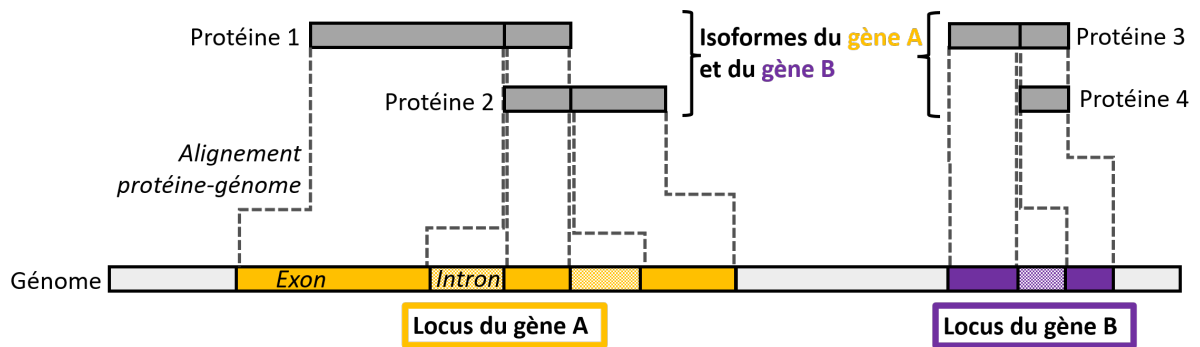 Protéine 1
Isoformes du gène A
et du gène B
Protéine 3
Protéine 2
Protéine 4
Alignement
protéine-génome
Génome
Exon
Intron
Locus du gène A
Locus du gène B